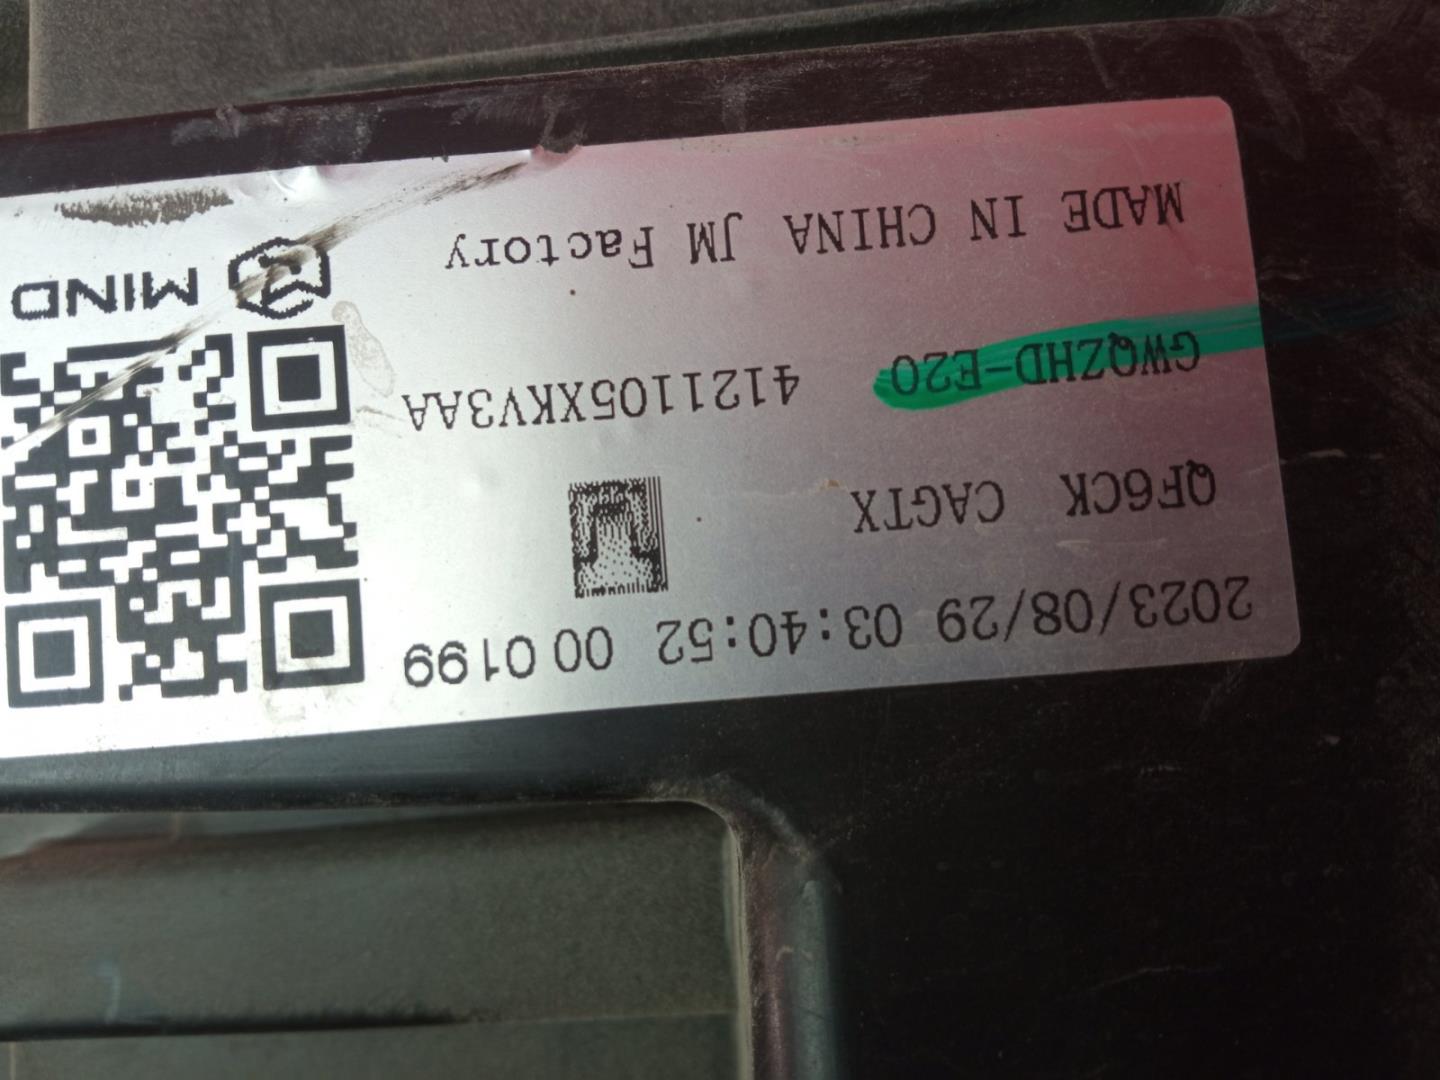 2023/08/29 03:40:52 00 0199
QF6CK CAGTX
GWQZHD-E20 4121105XKV3AA
MADE IN CHINA JM Factory
MIND